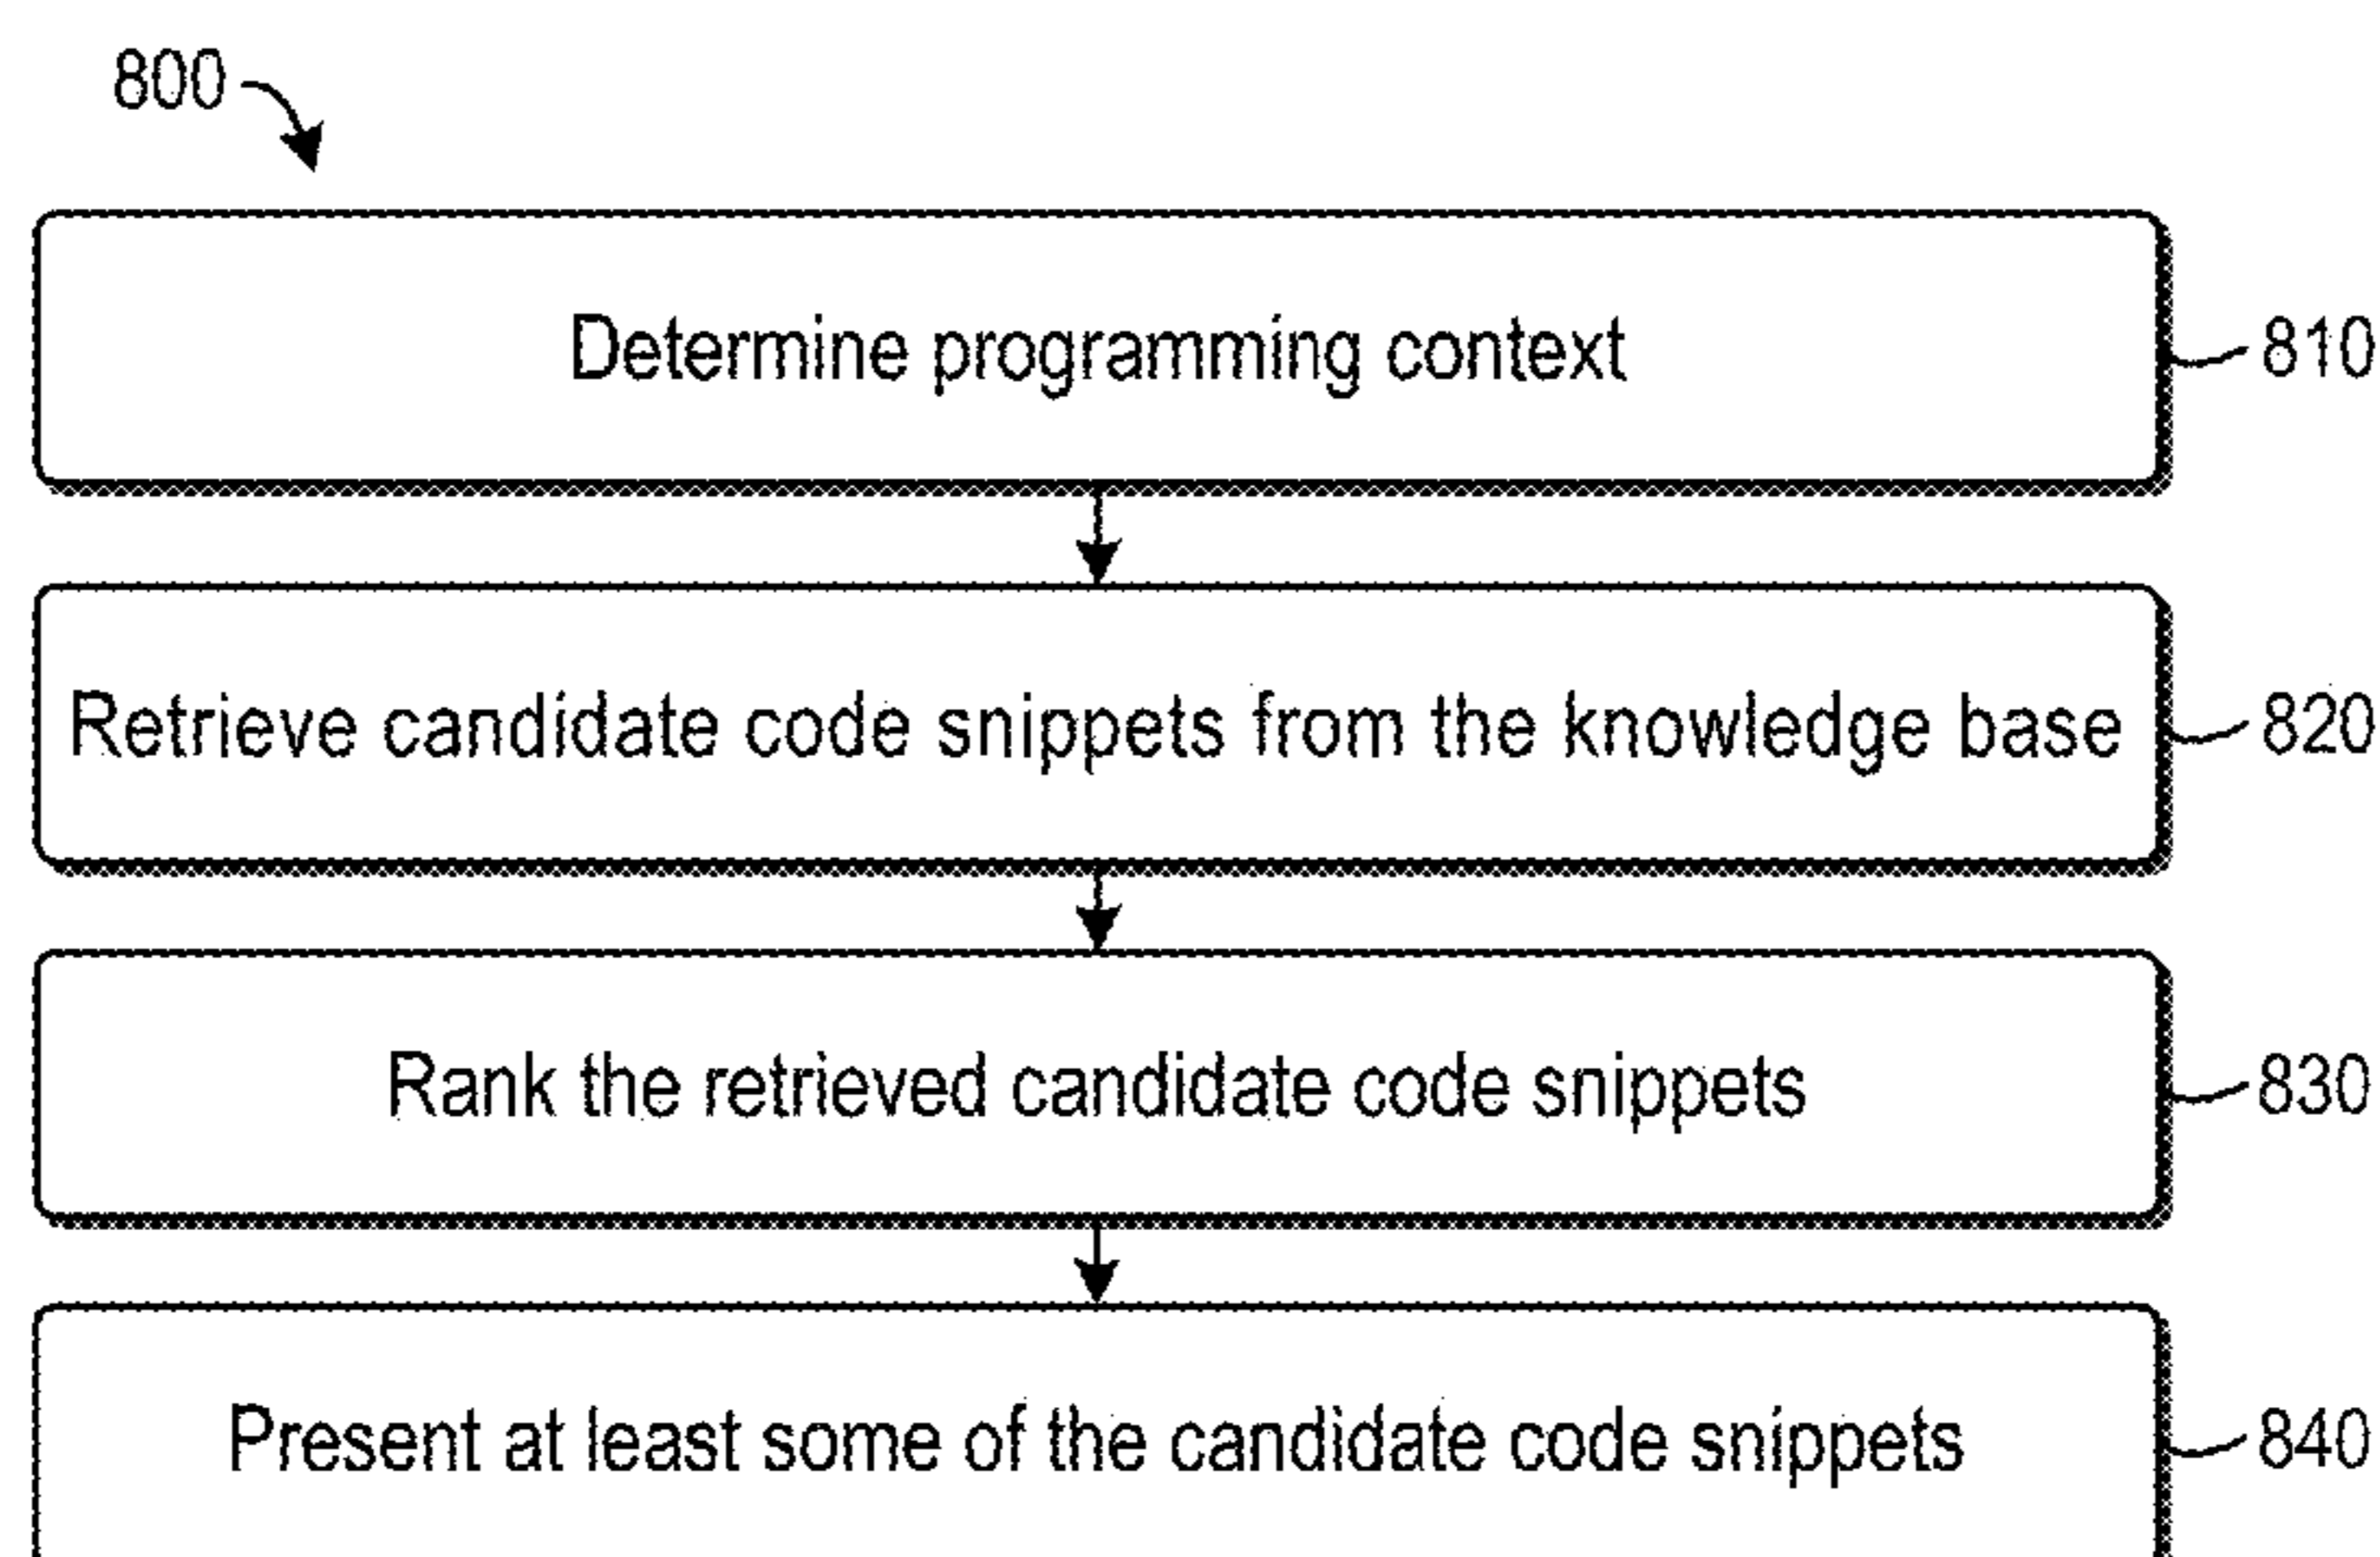 800
Determine programming context
810
Retrieve candidate code snippets from the knowledge base
820
Rank the retrieved candidate code snippets
830
Present at least some of the candidate code snippets
840